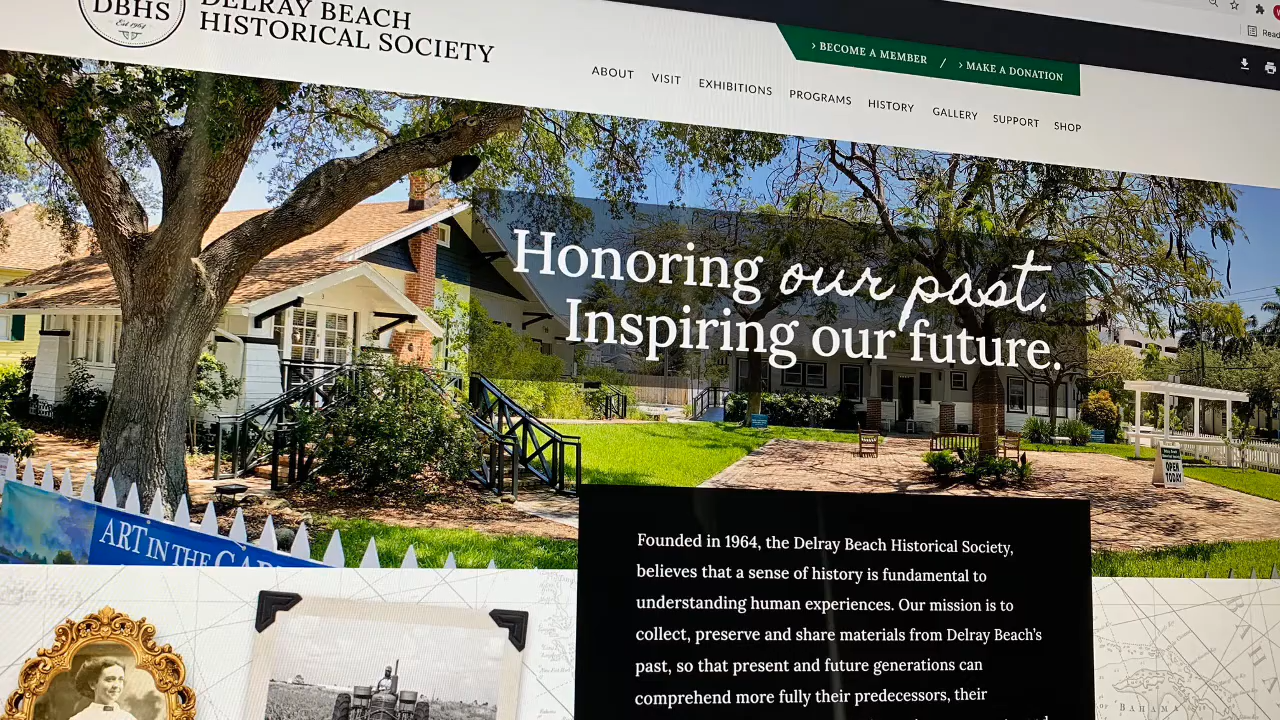 DBHS
Est 1964
DELRAY BEACH
HISTORICAL SOCIETY
Read
› BECOME A MEMBER / › MAKE A DONATION
ABOUT VISIT EXHIBITIONS PROGRAMS HISTORY GALLERY SUPPORT SHOP
Honoring our past.
Inspiring our future.
OPEN
TODAY
ART IN THE
Founded in 1964, the Delray Beach Historical Society,
believes that a sense of history is fundamental to
understanding human experiences. Our mission is to
collect, preserve and share materials from Delray Beach's
past, so that present and future generations can
comprehend more fully their predecessors, their
BAHAMA